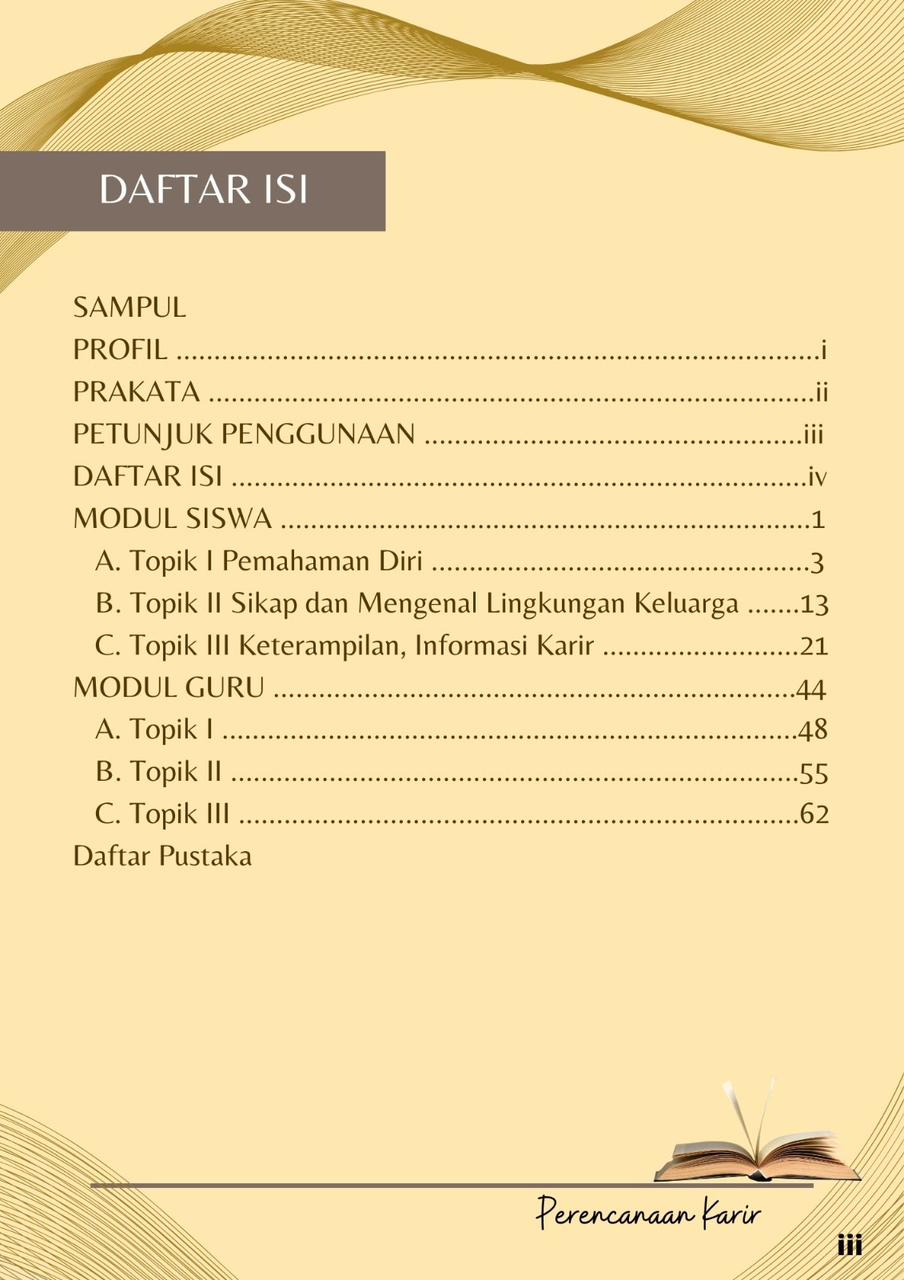 DAFTAR ISI
SAMPUL
PROFIL ....................................................................................i
PRAKATA ...............................................................................ii
PETUNJUK PENGGUNAAN .................................................iii
DAFTAR ISI ...........................................................................iv
MODUL SISWA .....................................................................1
A. Topik I Pemahaman Diri .................................................3
B. Topik II Sikap dan Mengenal Lingkungan Keluarga .......13
C. Topik III Keterampilan, Informasi Karir ..........................21
MODUL GURU ....................................................................44
A. Topik I ...........................................................................48
B. Topik II ..........................................................................55
C. Topik III .........................................................................62
Daftar Pustaka
Perencanaan Karir
iii